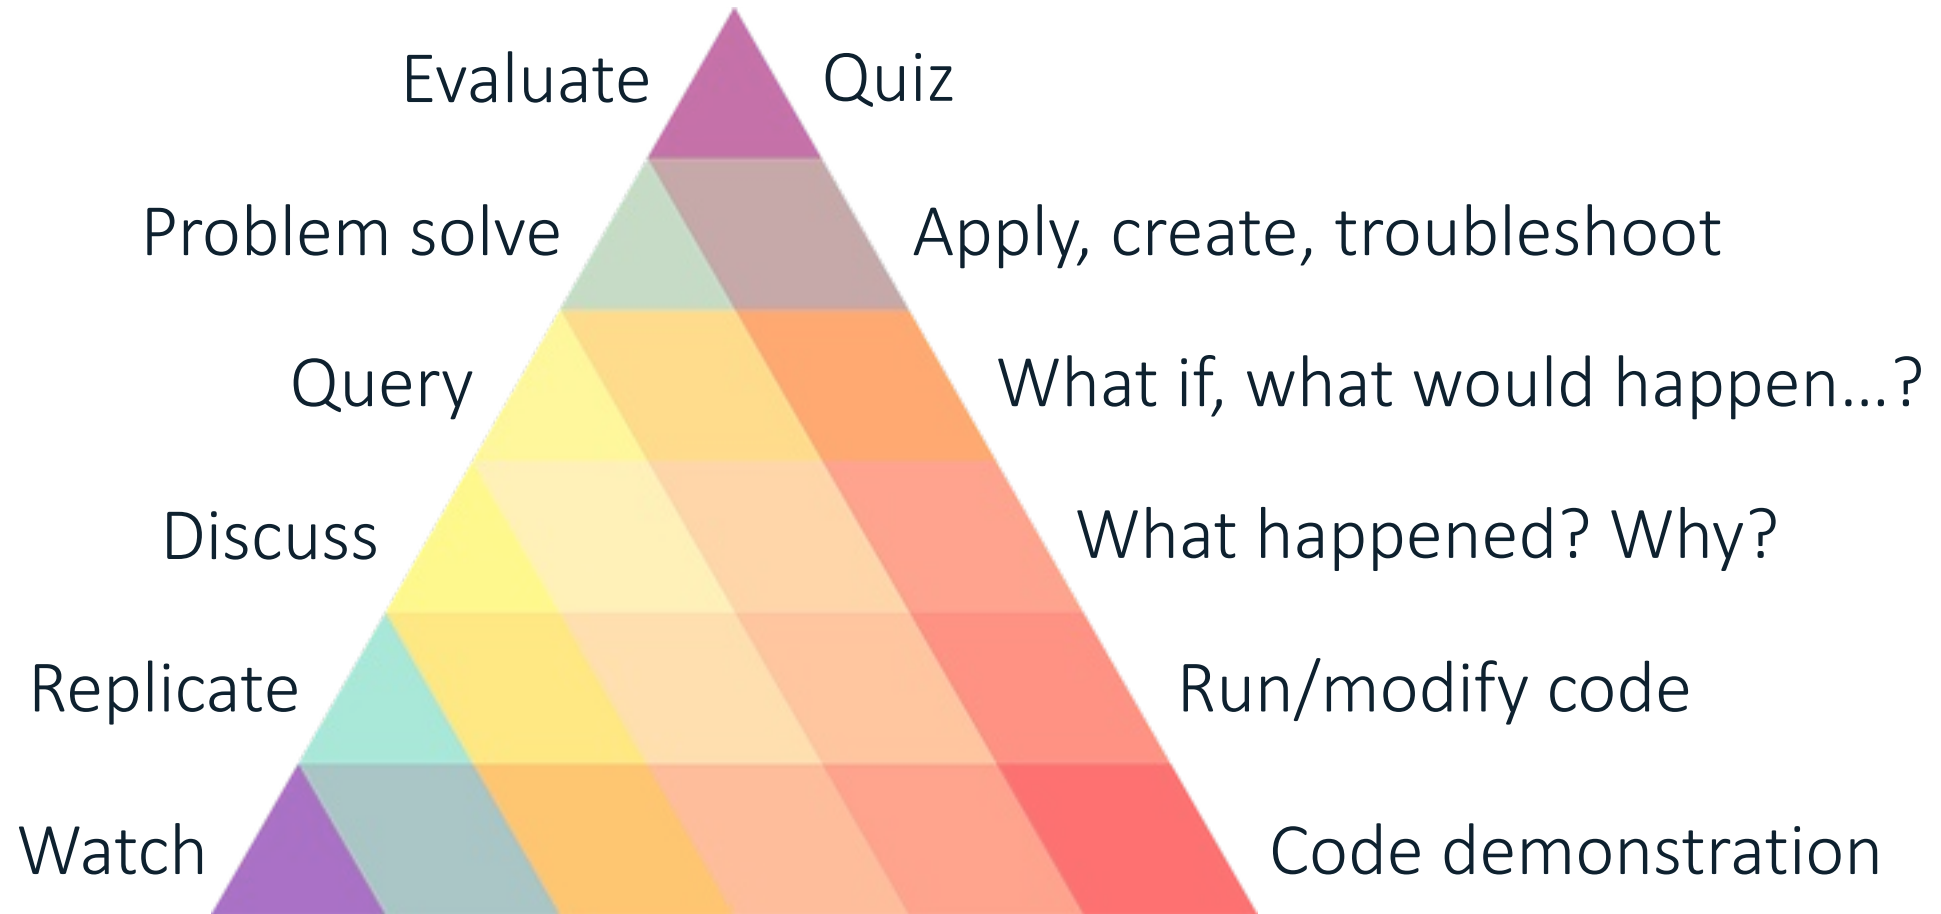 Evaluate Quiz
Problem solve Apply, create, troubleshoot
Query What if, what would happen...?
Discuss What happened? Why?
Replicate Run/modify code
Watch Code demonstration